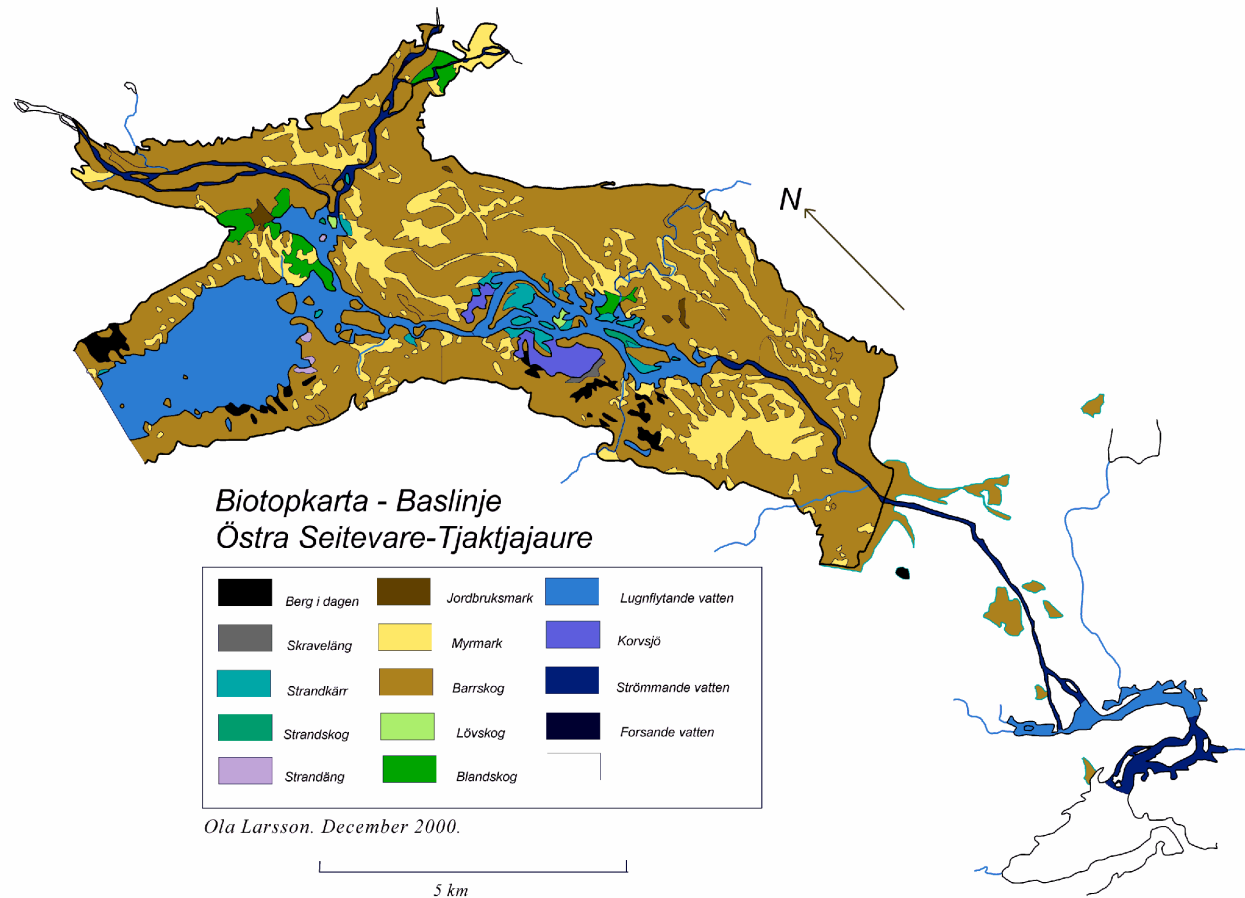 N
Biotopkarta - Baslinje
Östra Seitevare-Tjaktjajaure
Berg i dagen
Skraveläng
Strandkärr
Strandskog
Strandäng
Jordbruksmark
Myrmark
Barrskog
Lövskog
Blandskog
Lugnflytande vatten
Korvsjö
Strömmande vatten
Forsande vatten
Ola Larsson. December 2000.
5 km